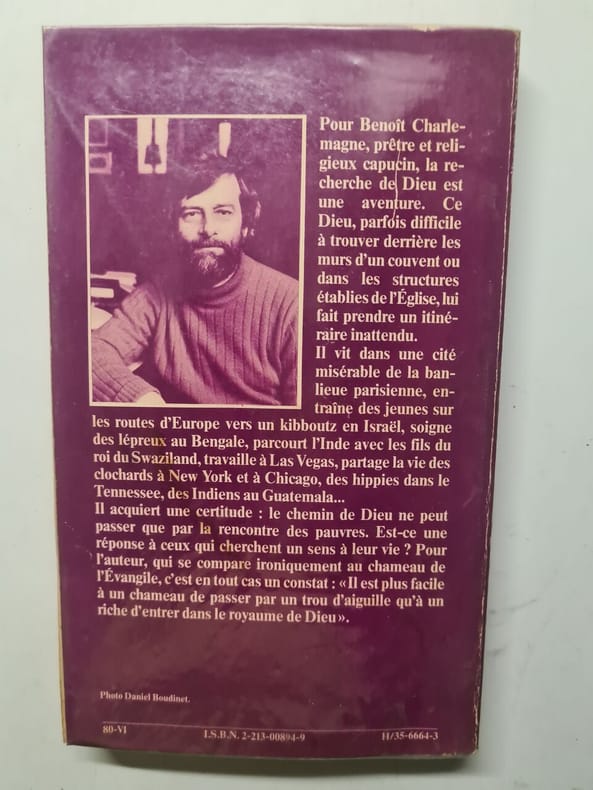 Pour Benoît Charle-
magne, prêtre et reli-
gieux capucin, la re-
cherche de Dieu est
une aventure. Ce
Dieu, parfois difficile
à trouver derrière les
murs d'un couvent ou
dans les structures
établies de l'Église, lui
fait prendre un itiné-
raire inattendu.
Il vit dans une cité
misérable de la ban-
lieue parisienne, en-
traîne des jeunes sur
les routes d'Europe vers un kibboutz en Israël, soigne
des lépreux au Bengale, parcourt l'Inde avec les fils du
roi du Swaziland, travaille à Las Vegas, partage la vie des
clochards à New York et à Chicago, des hippies dans le
Tennessee, des Indiens au Guatemala...
Il acquiert une certitude : le chemin de Dieu ne peut
passer que par la rencontre des pauvres. Est-ce une
réponse à ceux qui cherchent un sens à leur vie ? Pour
l'auteur, qui se compare ironiquement au chameau de
l'Évangile, c'est en tout cas un constat : «Il est plus facile
à un chameau de passer par un trou d'aiguille qu'à un
riche d'entrer dans le royaume de Dieu».
Photo Daniel Boudinet.
80-VI I.S.B.N. 2-213-00894-9 H/35-6664-3